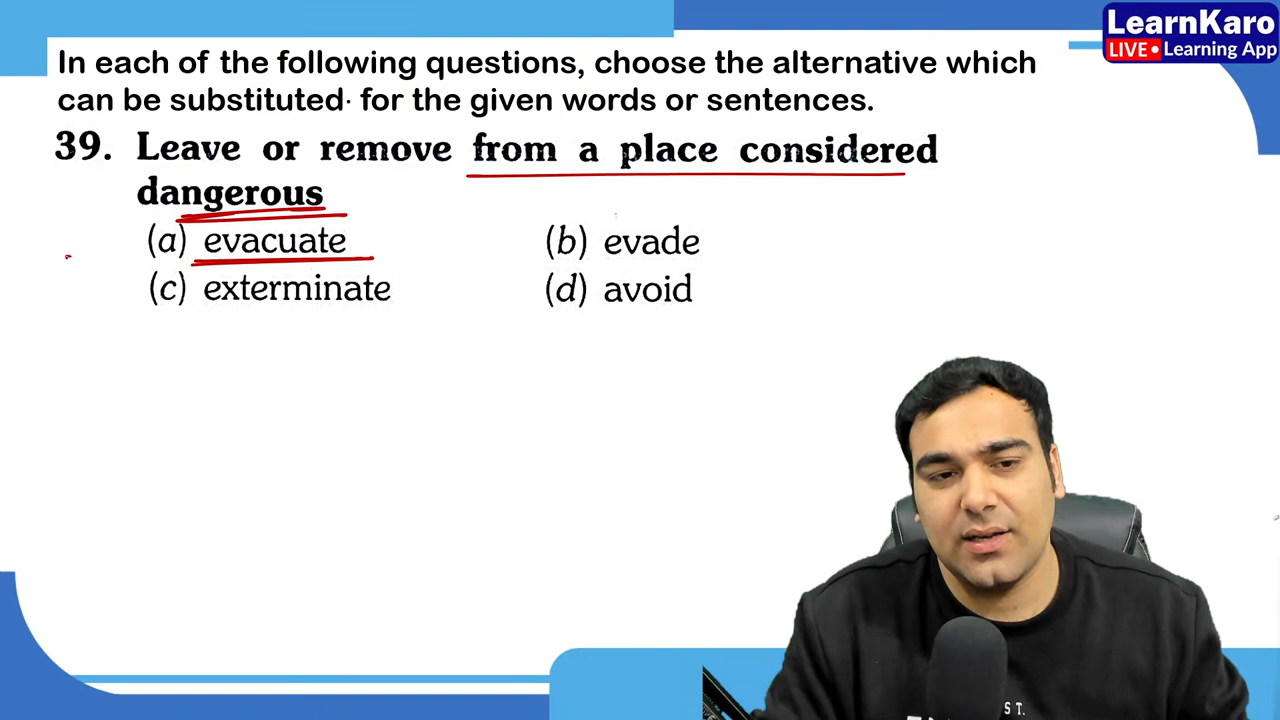 LearnKaro
LIVE • Learning App
In each of the following questions, choose the alternative which
can be substituted· for the given words or sentences.
39. Leave or remove from a place considered
dangerous
(a) evacuate (b) evade
(c) exterminate (d) avoid